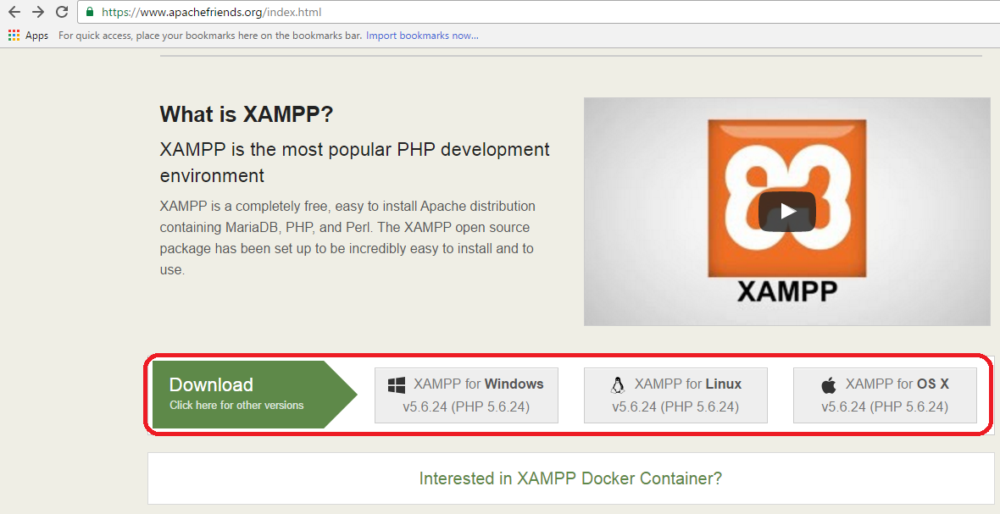 https://www.apachefriends.org/index.html
Apps For quick access, place your bookmarks here on the bookmarks bar. Import bookmarks now...
What is XAMPP?
XAMPP is the most popular PHP development
environment
XAMPP is a completely free, easy to install Apache distribution
containing MariaDB, PHP, and Perl. The XAMPP open source
package has been set up to be incredibly easy to install and to
use.
XAMPP
Download
Click here for other versions
XAMPP for Windows
v5.6.24 (PHP 5.6.24)
XAMPP for Linux
v5.6.24 (PHP 5.6.24)
XAMPP for OS X
v5.6.24 (PHP 5.6.24)
Interested in XAMPP Docker Container?